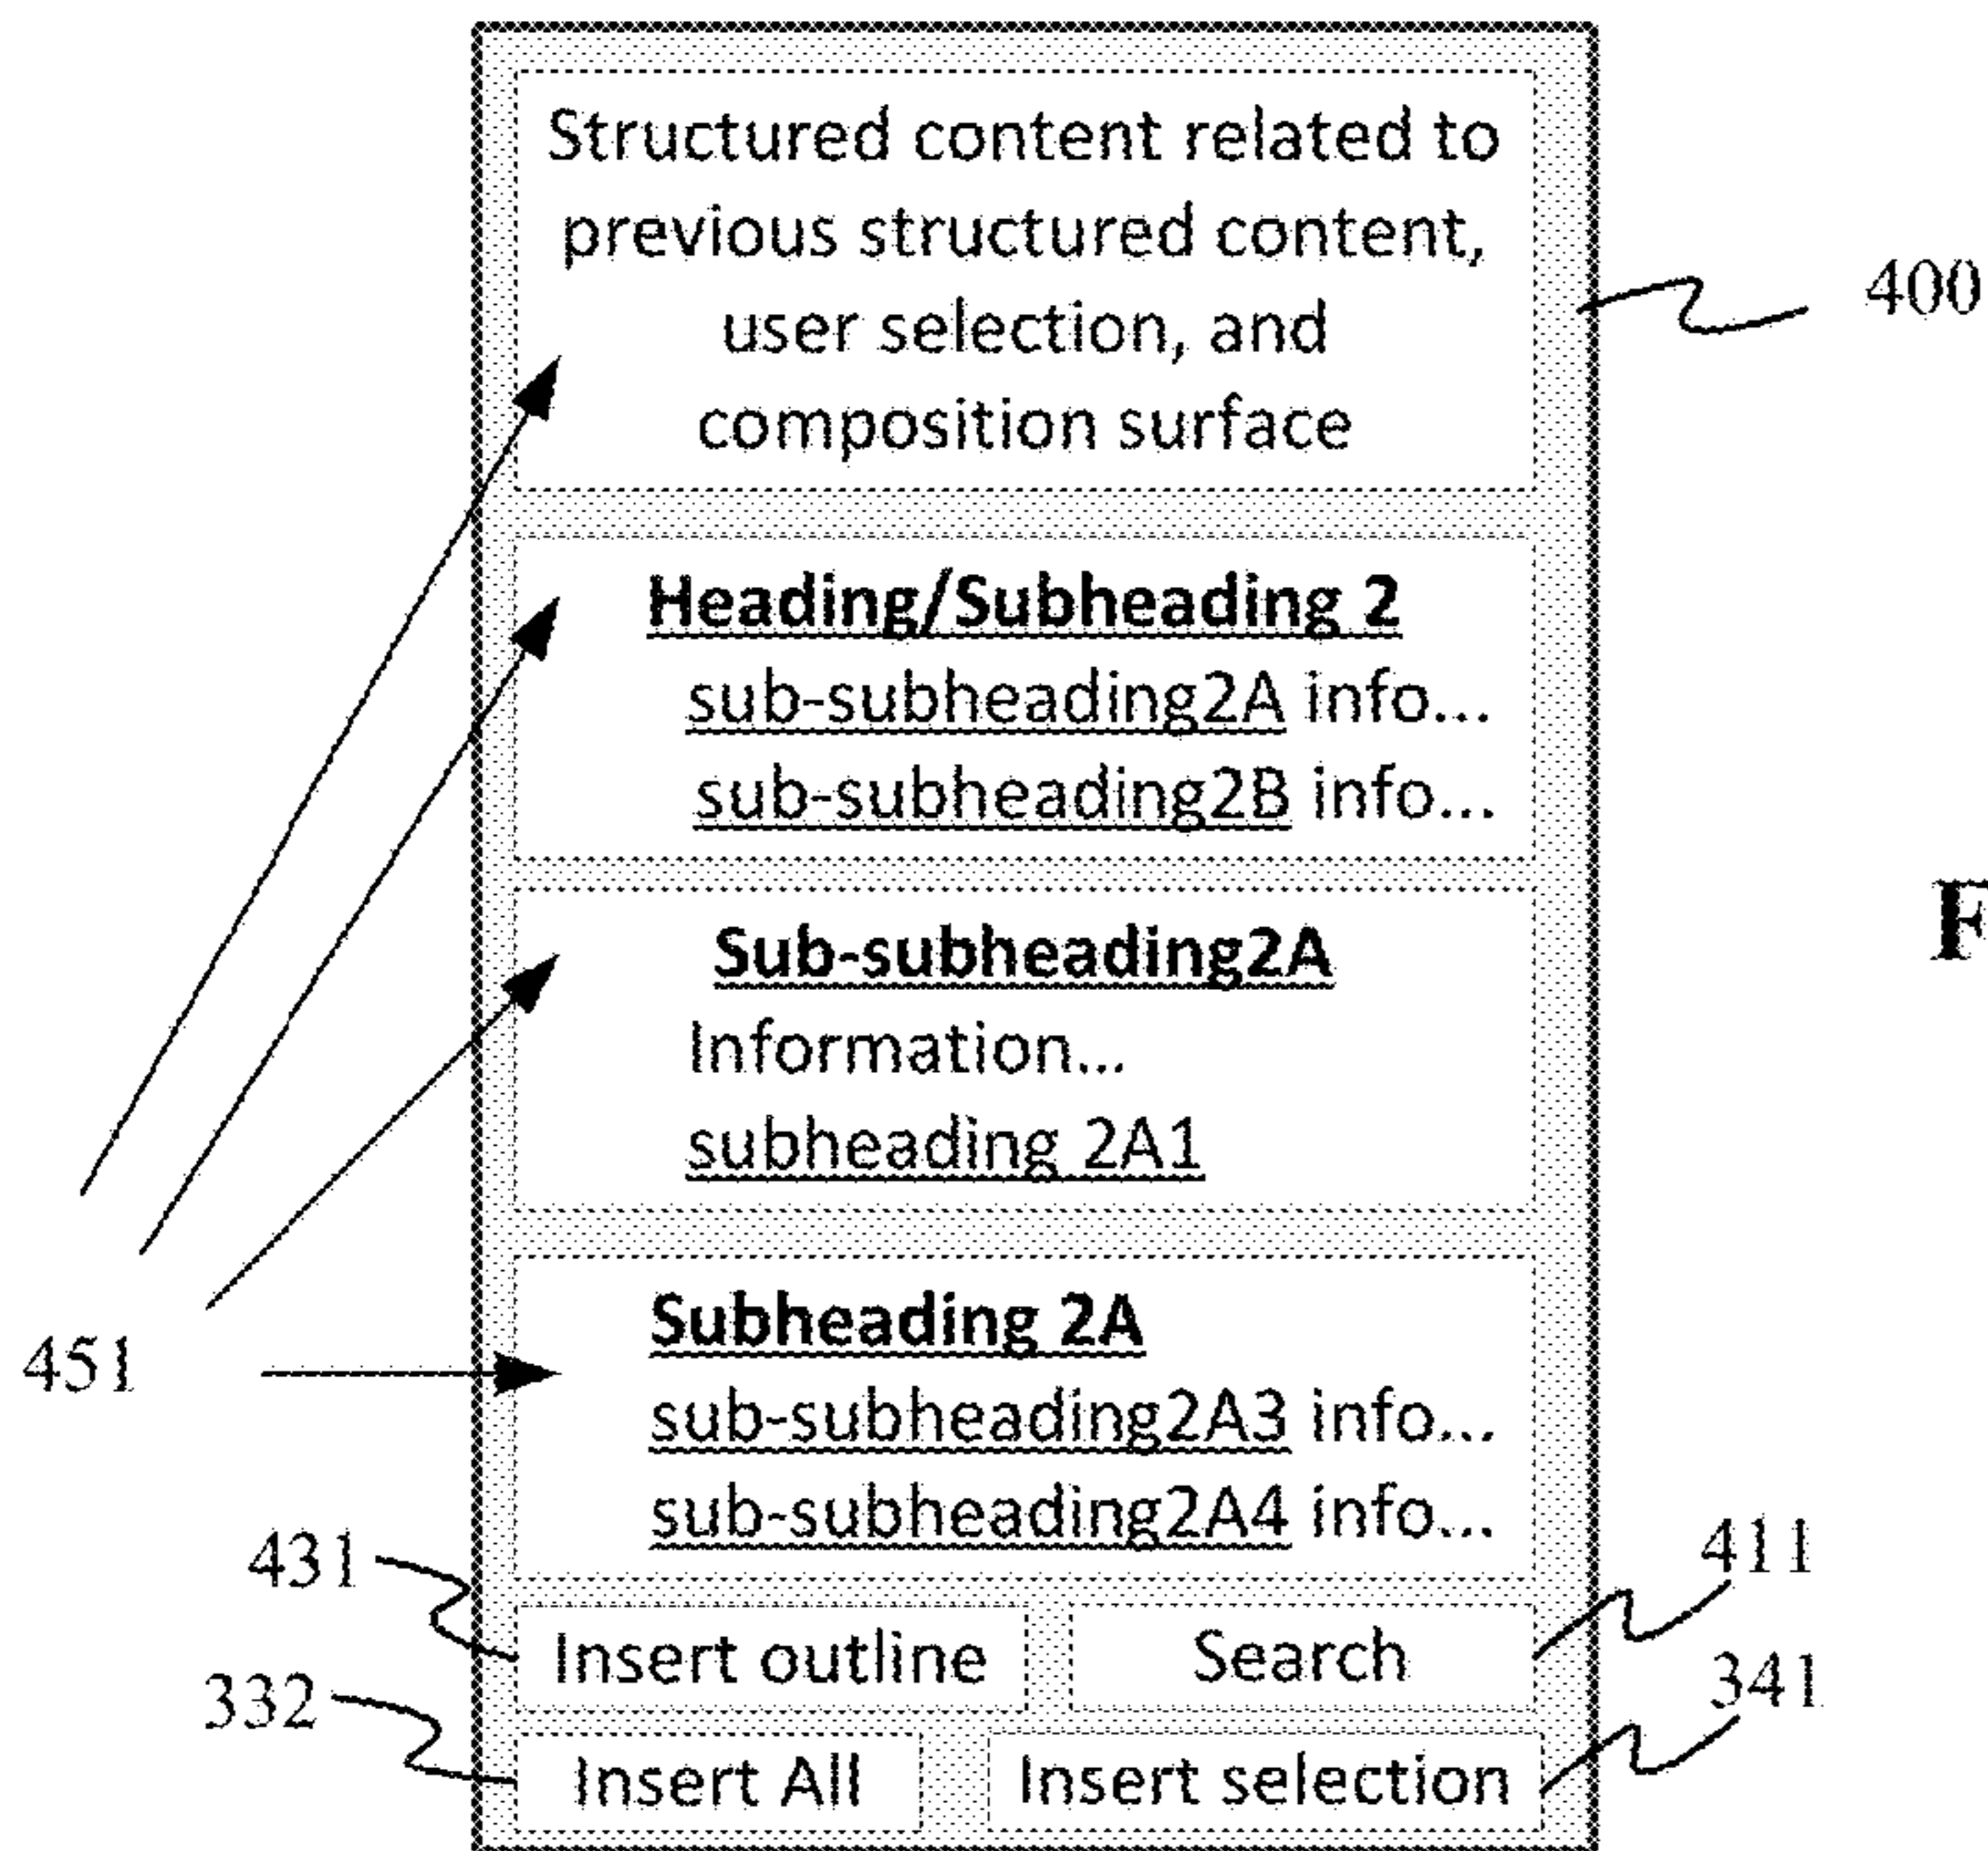 Structured content related to
previous structured content,
user selection, and
composition surface
400
Heading/Subheading 2
sub-subheading2A info...
sub-subheading2B info...
F
Sub-subheading2A
Information...
subheading 2A1
451
Subheading 2A
sub-subheading2A3 info...
sub-subheading2A4 info...
431
Insert outline
Search
411
332
Insert All
Insert selection
341